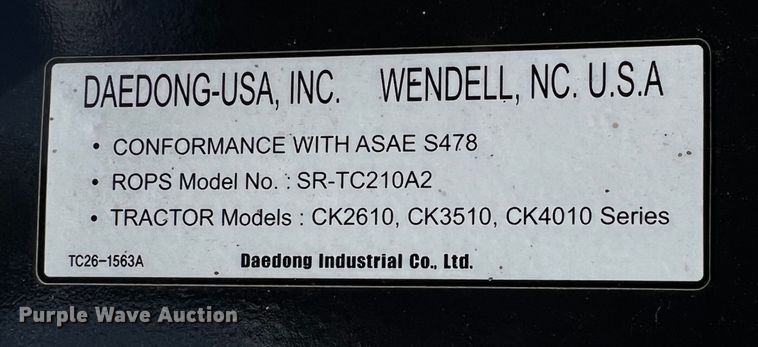 DAEDONG-USA, INC. WENDELL, NC. U.S.A
• CONFORMANCE WITH ASAE S478
• ROPS Model No. : SR-TC210A2
• TRACTOR Models : CK2610, CK3510, CK4010 Series
TC26-1563A Daedong Industrial Co., Ltd.
Purple Wave Auction